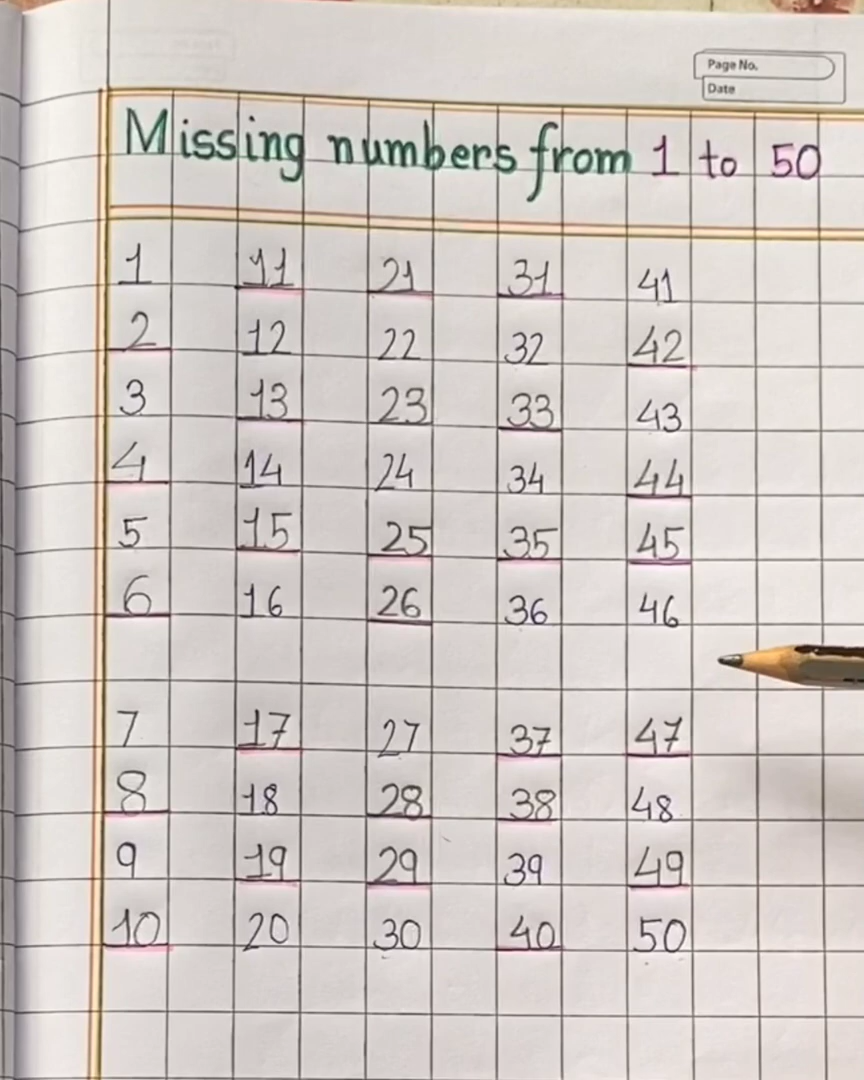 Page No.
Date
Missing numbers from 1 to 50
1 11 21 31 41
2 12 22 32 42
3 13 23 33 43
4 14 24 34 44
5 15 25 35 45
6 16 26 36 46
7 17 27 37 47
8 18 28 38 48
9 19 29 39 49
10 20 30 40 50